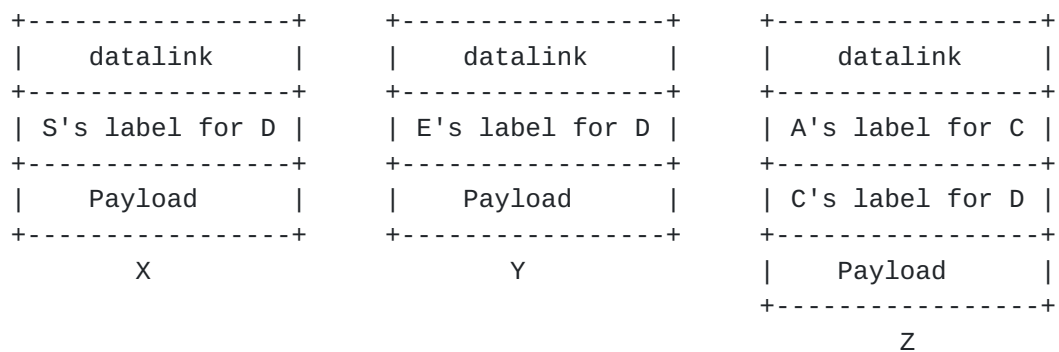 +-----------------+     +-----------------+     +-----------------+
|     datalink     |     |     datalink     |     |     datalink     |
+-----------------+     +-----------------+     +-----------------+
| S's label for D |     | E's label for D |     | A's label for C |
+-----------------+     +-----------------+     +-----------------+
|     Payload      |     |     Payload      |     | C's label for D |
+-----------------+     +-----------------+     +-----------------+
        X                       Y               |     Payload      |
                                                +-----------------+
                                                        Z